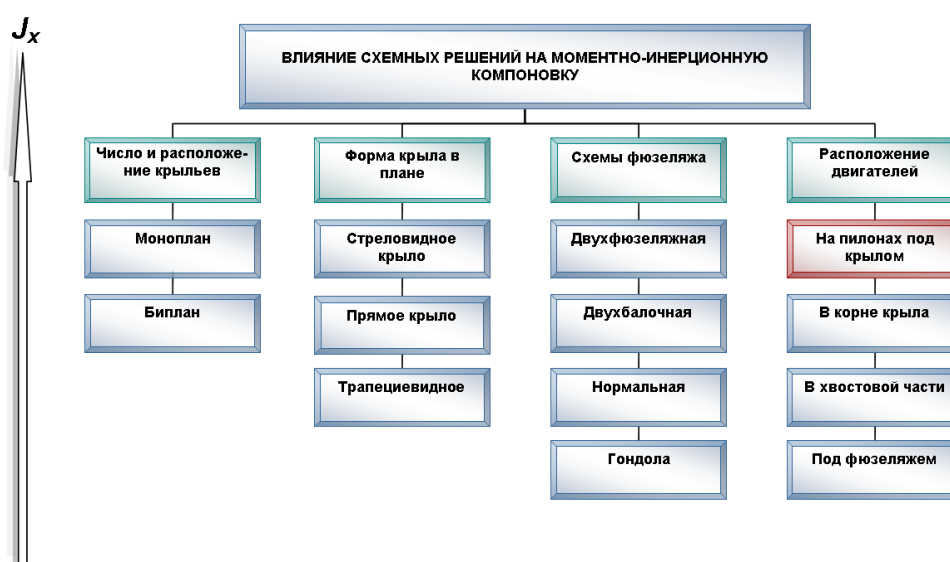 Jx
ВЛИЯНИЕ СХЕМНЫХ РЕШЕНИЙ НА МОМЕНТНО-ИНЕРЦИОННУЮ
КОМПОНОВКУ
Число и расположе-
ние крыльев
Моноплан
Биплан
Форма крыла в
плане
Стреловидное
крыло
Прямое крыло
Трапециевидное
Схемы фюзеляжа
Двухфюзеляжная
Двухбалочная
Нормальная
Гондола
Расположение
двигателей
На пилонах под
крылом
В корне крыла
В хвостовой части
Под фюзеляжем